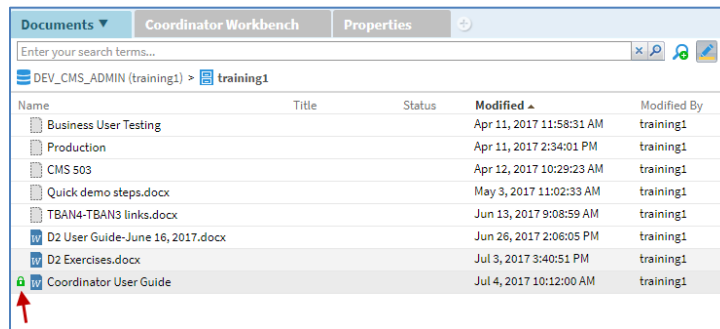 Documents ▼ Coordinator Workbench Properties
Enter your search terms...
DEV_CMS_ADMIN (training1) > training1
Name Title Status Modified ▲ Modified By
Business User Testing Apr 11, 2017 11:58:31 AM training1
Production Apr 11, 2017 2:34:01 PM training1
CMS 503 Apr 12, 2017 10:29:23 AM training1
Quick demo steps.docx May 3, 2017 11:02:33 AM training1
TBAN4-TBAN3 links.docx Jun 13, 2017 9:08:59 AM training1
W D2 User Guide-June 16, 2017.docx Jun 26, 2017 2:06:05 PM training1
W D2 Exercises.docx Jul 3, 2017 3:40:51 PM training1
W Coordinator User Guide Jul 4, 2017 10:12:00 AM training1